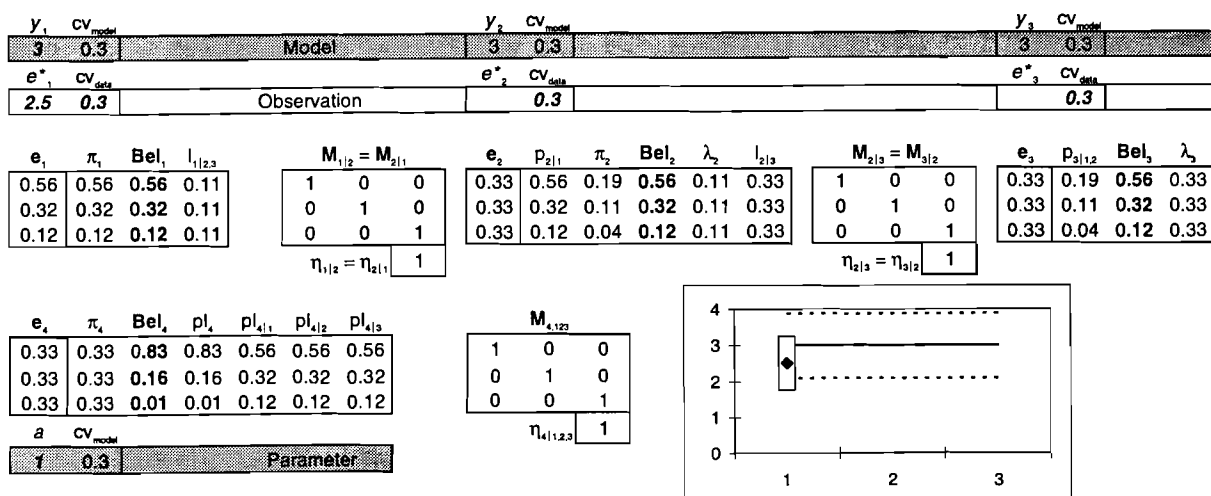 y₁ cv_model y₂ cv_model y₃ cv_model
3 0.3 Model 3 0.3 3 0.3
e*₁ cv_data e*₂ cv_data e*₃ cv_data
2.5 0.3 Observation 0.3 0.3
e₁ π₁ Bel₁ l₁|₂,₃ M₁|₂ = M₂|₁ e₂ p₂|₁ π₂ Bel₂ λ₂ l₂|₃ M₂|₃ = M₃|₂ e₃ p₃|₁,₂ Bel₃ λ₃
0.56 0.56 0.56 0.11 1 0 0 0.33 0.56 0.19 0.56 0.11 0.33 1 0 0 0.33 0.19 0.56 0.33
0.32 0.32 0.32 0.11 0 1 0 0.33 0.32 0.11 0.32 0.11 0.33 0 1 0 0.33 0.11 0.32 0.33
0.12 0.12 0.12 0.11 0 0 1 0.33 0.12 0.04 0.12 0.11 0.33 0 0 1 0.33 0.04 0.12 0.33
η₁|₂ = η₂|₁ 1 η₂|₃ = η₃|₂ 1
e₄ π₄ Bel₄ pl₄ pl₄|₁ pl₄|₂ pl₄|₃ M₄,₁₂₃
0.33 0.33 0.83 0.83 0.56 0.56 0.56 1 0 0
0.33 0.33 0.16 0.16 0.32 0.32 0.32 0 1 0
0.33 0.33 0.01 0.01 0.12 0.12 0.12 0 0 1
η₄|₁,₂,₃ 1
a cv_model
1 0.3 Parameter
4
3
2
1
0
1 2 3